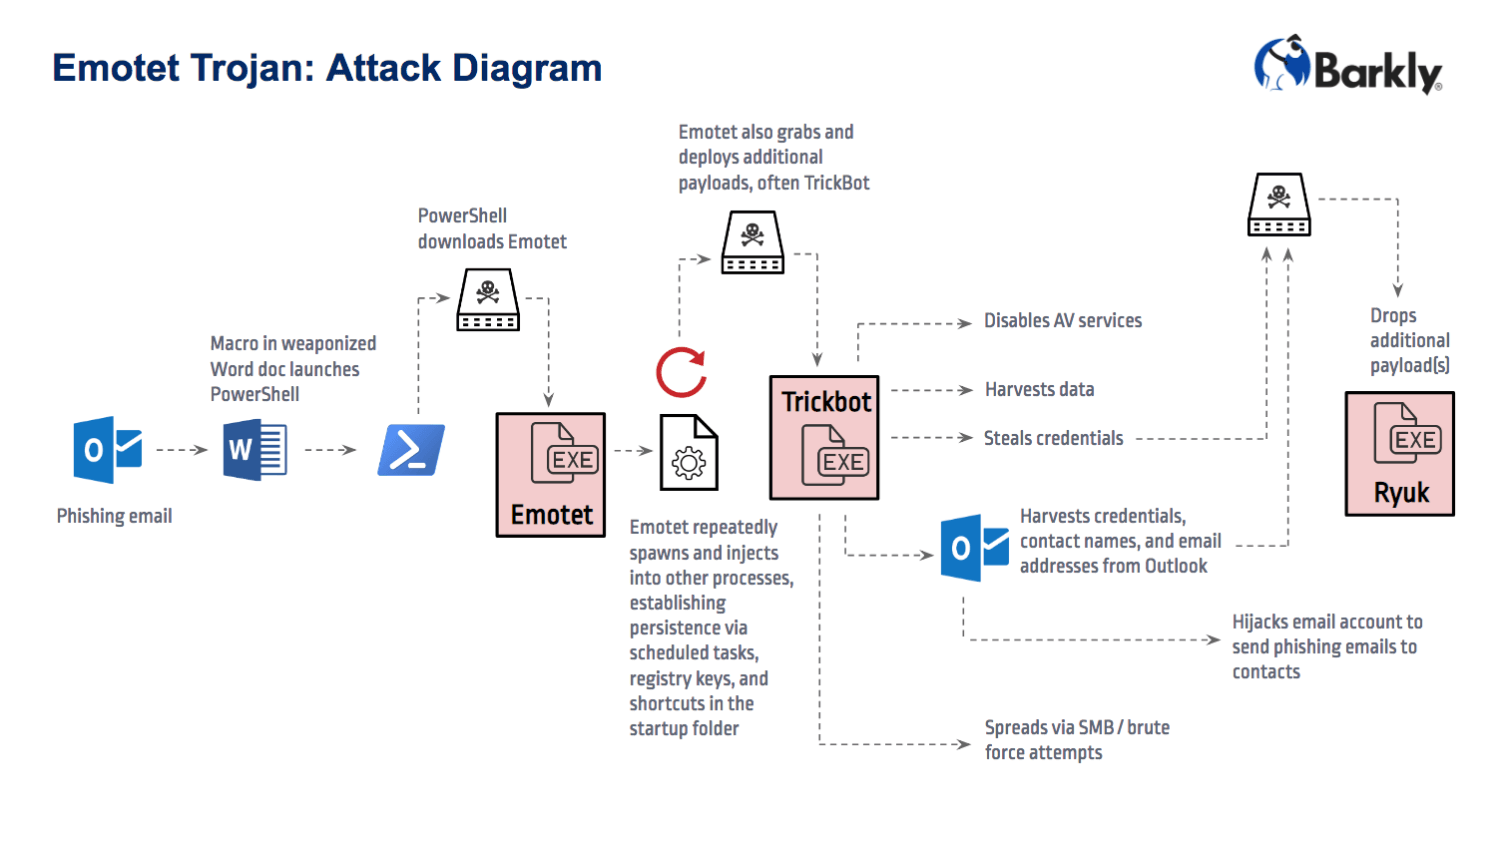 Emotet Trojan: Attack Diagram
Barkly®
Emotet also grabs and
deploys additional
payloads, often TrickBot
PowerShell
downloads Emotet
Macro in weaponized
Word doc launches
PowerShell
O
Phishing email
W
EXE
Emotet
Emotet repeatedly
spawns and injects
into other processes,
establishing
persistence via
scheduled tasks,
registry keys, and
shortcuts in the
startup folder
Trickbot
EXE
Disables AV services
Harvests data
Steals credentials
O
Harvests credentials,
contact names, and email
addresses from Outlook
Hijacks email account to
send phishing emails to
contacts
Spreads via SMB / brute
force attempts
Drops
additional
payload(s)
EXE
Ryuk